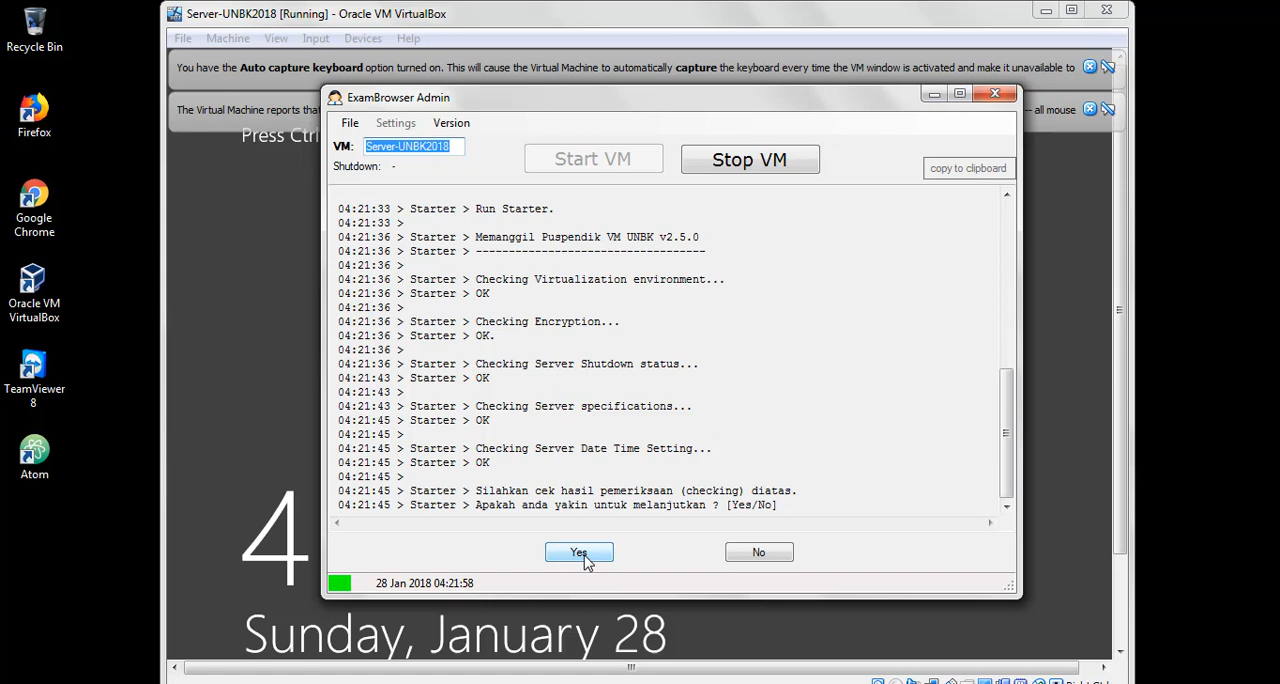 Server-UNBK2018 [Running] - Oracle VM VirtualBox
File Machine View Input Devices Help
You have the Auto capture keyboard option turned on. This will cause the Virtual Machine to automatically capture the keyboard every time the VM window is activated and make it unavailable to
The Virtual Machine reports that
-- all mouse
Press Ctrl
Recycle Bin
Firefox
Google
Chrome
Oracle VM
VirtualBox
TeamViewer
8
Atom
ExamBrowser Admin
File Settings Version
VM: Server-UNBK2018
Start VM
Stop VM
Shutdown: -
copy to clipboard
04:21:33 > Starter > Run Starter.
04:21:33 >
04:21:36 > Starter > Memanggil Puspendik VM UNBK v2.5.0
04:21:36 > Starter > -----------------------------------
04:21:36 >
04:21:36 > Starter > Checking Virtualization environment...
04:21:36 > Starter > OK
04:21:36 >
04:21:36 > Starter > Checking Encryption...
04:21:36 > Starter > OK.
04:21:36 >
04:21:36 > Starter > Checking Server Shutdown status...
04:21:43 > Starter > OK
04:21:43 >
04:21:43 > Starter > Checking Server specifications...
04:21:45 > Starter > OK
04:21:45 >
04:21:45 > Starter > Checking Server Date Time Setting...
04:21:45 > Starter > OK
04:21:45 >
04:21:45 > Starter > Silahkan cek hasil pemeriksaan (checking) diatas.
04:21:45 > Starter > Apakah anda yakin untuk melanjutkan ? [Yes/No]
Yes
No
28 Jan 2018 04:21:58
4
Sunday, January 28